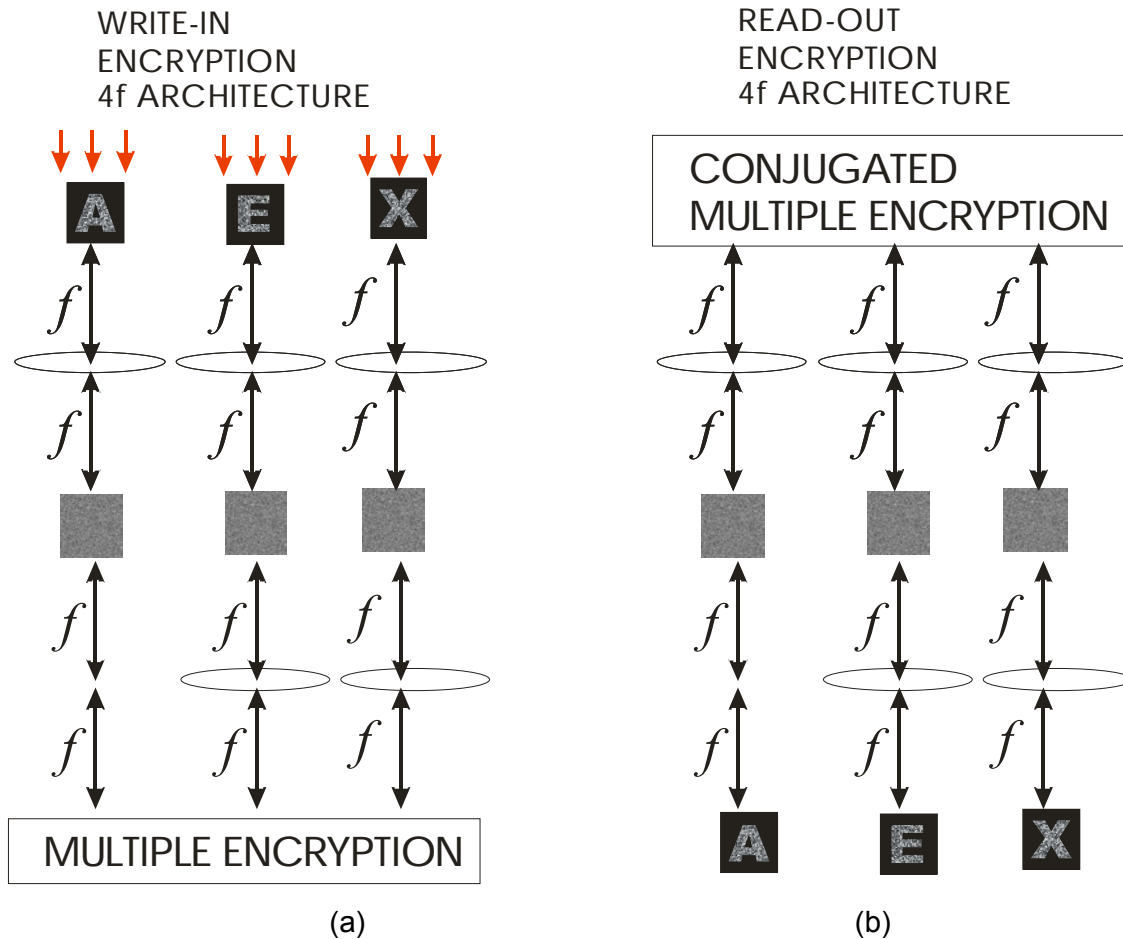 WRITE-IN
ENCRYPTION
4f ARCHITECTURE
A E X
f f f
f f f
f f f
f f f
MULTIPLE ENCRYPTION
(a)
READ-OUT
ENCRYPTION
4f ARCHITECTURE
CONJUGATED
MULTIPLE ENCRYPTION
f f f
f f f
f f f
f f f
A E X
(b)